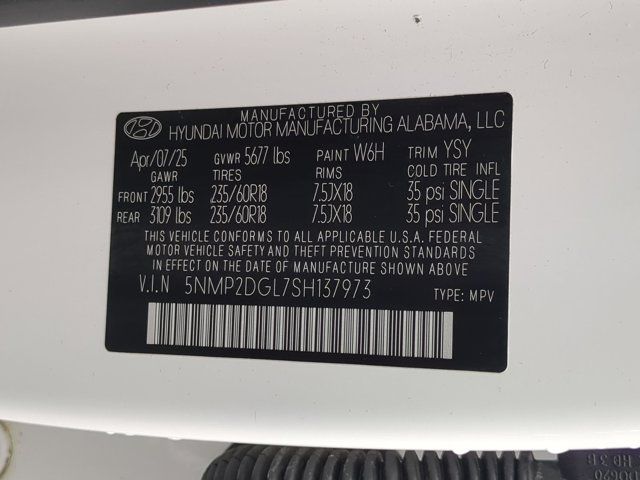 MANUFACTURED BY
HYUNDAI MOTOR MANUFACTURING ALABAMA, LLC
Apr/07/25 GVWR 5677 lbs PAINT W6H TRIM YSY
GAWR TIRES RIMS COLD TIRE INFL
FRONT 2955 lbs 235/60R18 7.5JX18 35 psi SINGLE
REAR 3109 lbs 235/60R18 7.5JX18 35 psi SINGLE
THIS VEHICLE CONFORMS TO ALL APPLICABLE U.S.A. FEDERAL
MOTOR VEHICLE SAFETY AND THEFT PREVENTION STANDARDS
IN EFFECT ON THE DATE OF MANUFACTURE SHOWN ABOVE
V.I.N 5NMP2DGL7SH137973 TYPE: MPV